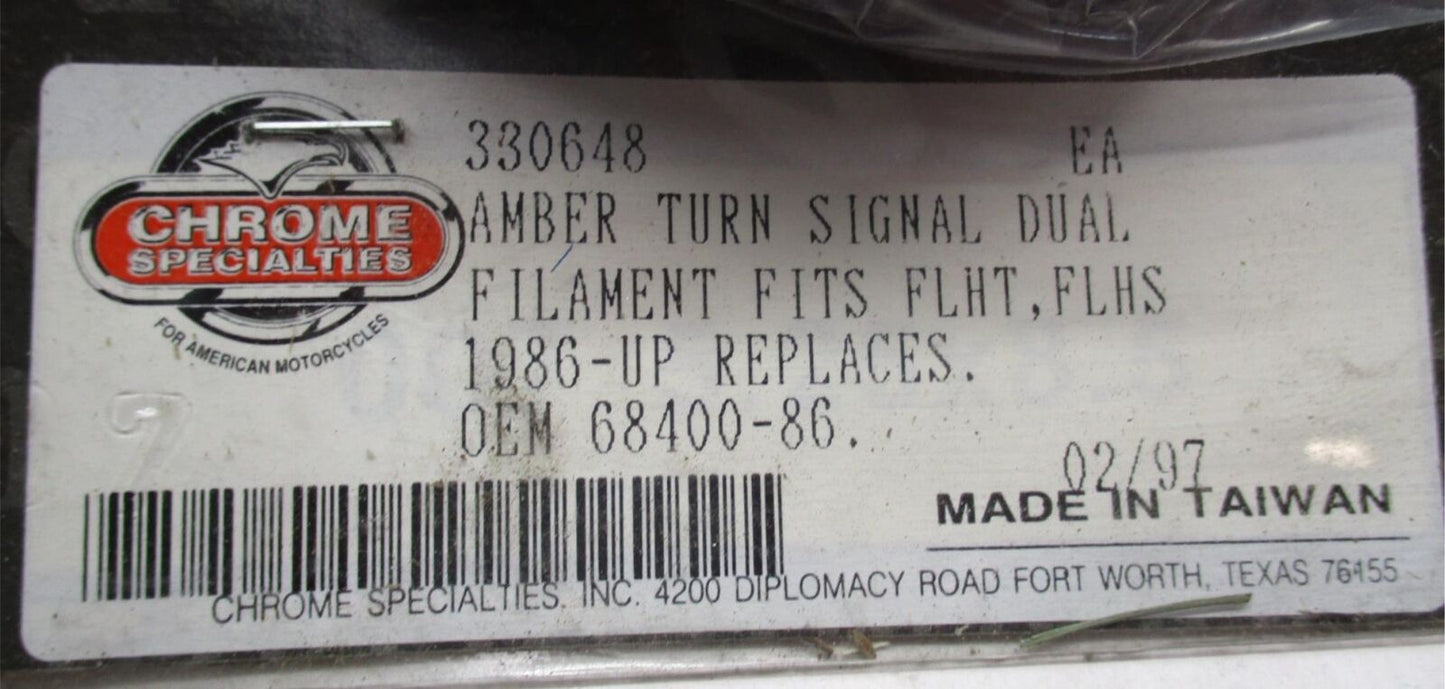 330648 EA
CHROME
SPECIALTIES
FOR AMERICAN MOTORCYCLES
AMBER TURN SIGNAL DUAL
FILAMENT FITS FLHT,FLHS
1986-UP REPLACES.
OEM 68400-86.
02/97
MADE IN TAIWAN
CHROME SPECIALTIES, INC. 4200 DIPLOMACY ROAD FORT WORTH, TEXAS 76155